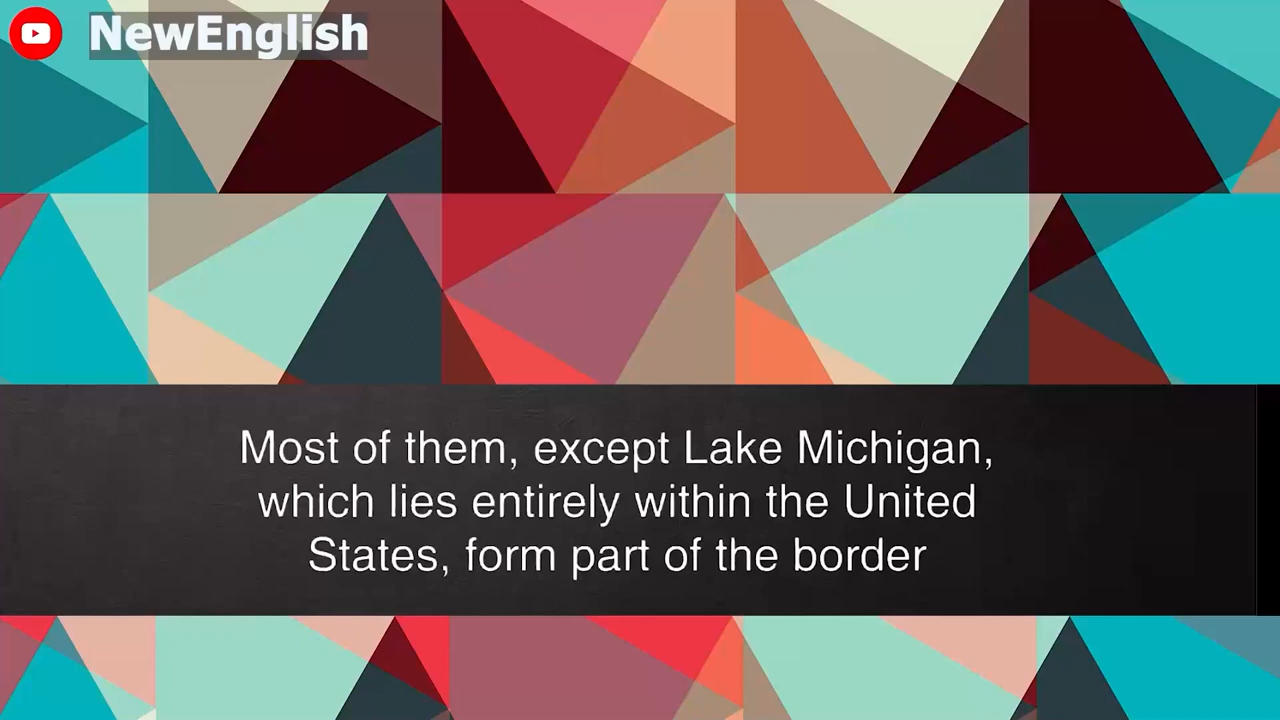 NewEnglish
Most of them, except Lake Michigan,
which lies entirely within the United
States, form part of the border